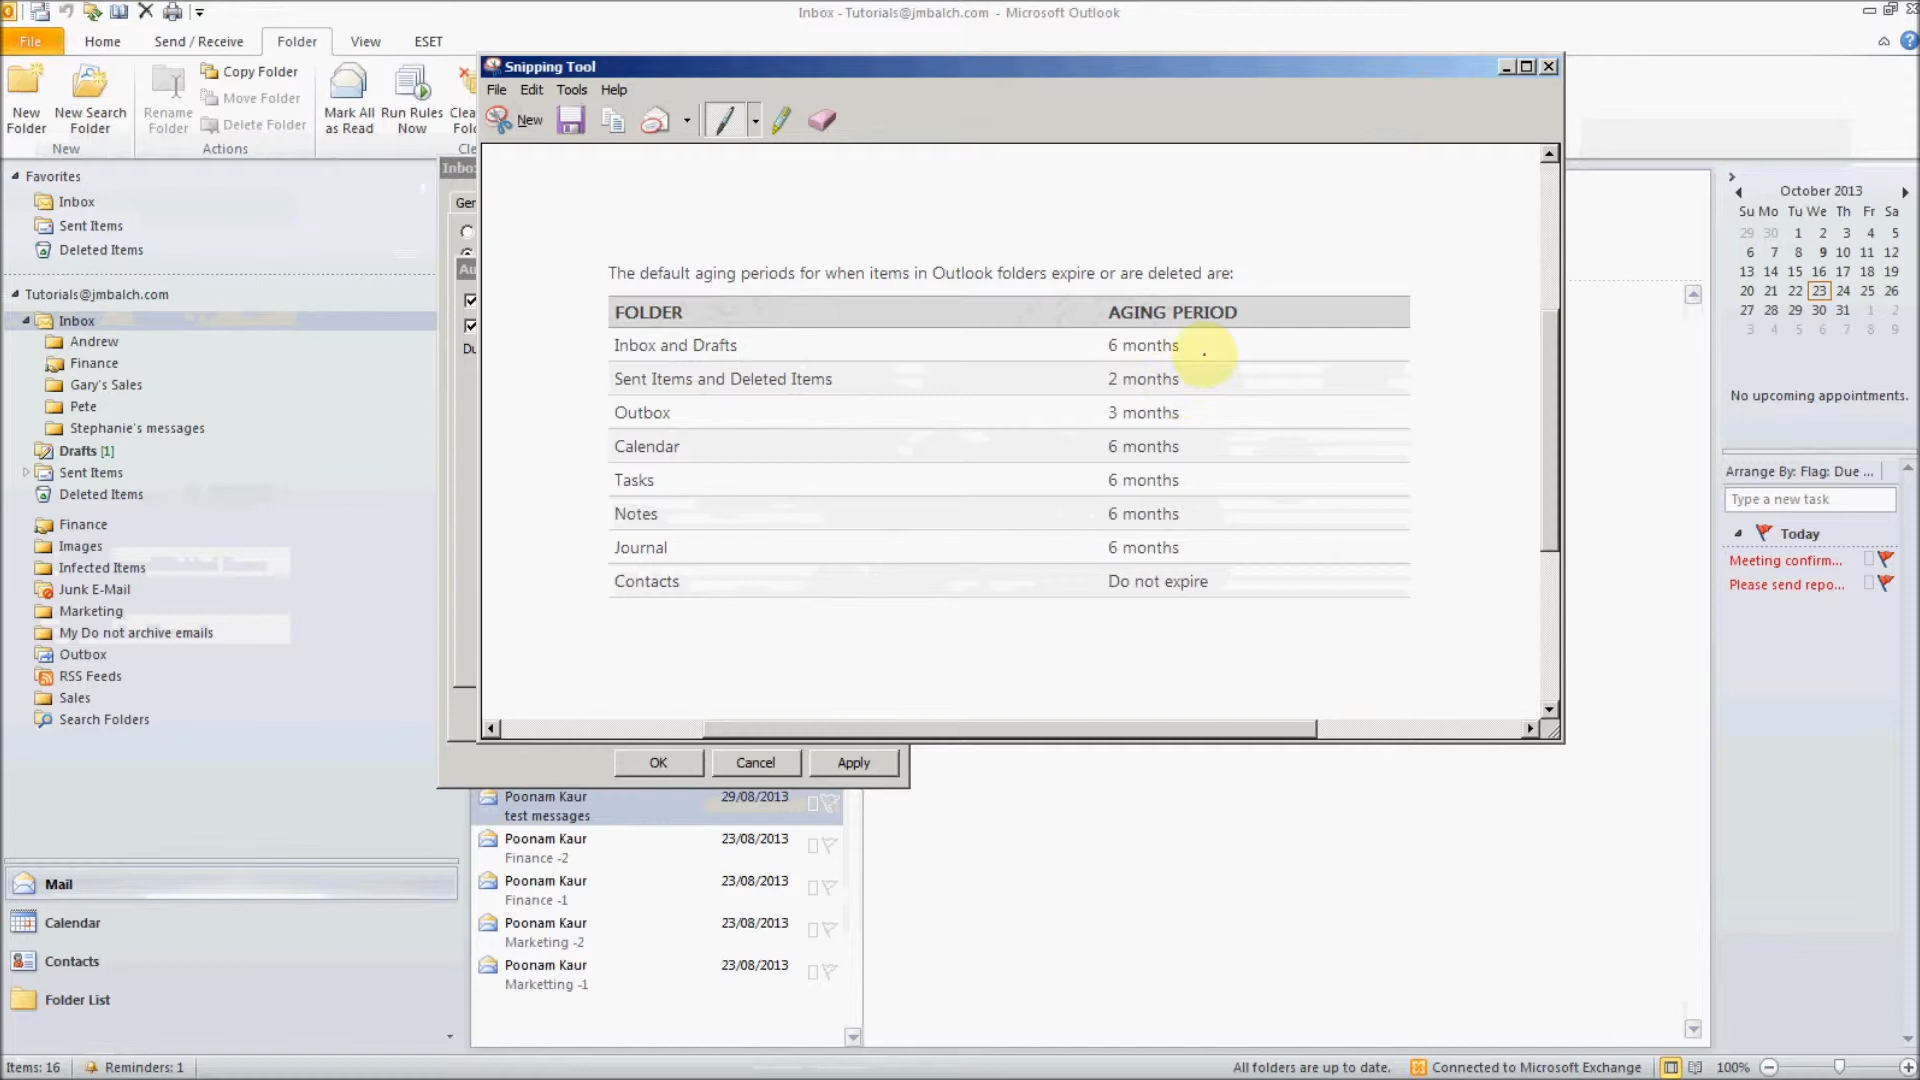 Inbox - Tutorials@jmbalch.com - Microsoft Outlook
File Home Send / Receive Folder View ESET
New Folder
New Search Folder
Rename Folder
Copy Folder
Move Folder
Delete Folder
Mark All as Read
Run Rules Now
New
Actions
Favorites
Inbox
Sent Items
Deleted Items
Tutorials@jmbalch.com
Inbox
Andrew
Finance
Gary's Sales
Pete
Stephanie's messages
Drafts [1]
Sent Items
Deleted Items
Finance
Images
Infected Items
Junk E-Mail
Marketing
My Do not archive emails
Outbox
RSS Feeds
Sales
Search Folders
Mail
Calendar
Contacts
Folder List
Snipping Tool
File Edit Tools Help
New
The default aging periods for when items in Outlook folders expire or are deleted are:
FOLDER AGING PERIOD
Inbox and Drafts 6 months
Sent Items and Deleted Items 2 months
Outbox 3 months
Calendar 6 months
Tasks 6 months
Notes 6 months
Journal 6 months
Contacts Do not expire
OK Cancel Apply
Poonam Kaur 29/08/2013
test messages
Poonam Kaur 23/08/2013
Finance -2
Poonam Kaur 23/08/2013
Finance -1
Poonam Kaur 23/08/2013
Marketing -2
Poonam Kaur 23/08/2013
Marketting -1
October 2013
Su Mo Tu We Th Fr Sa
29 30 1 2 3 4 5
6 7 8 9 10 11 12
13 14 15 16 17 18 19
20 21 22 23 24 25 26
27 28 29 30 31 1 2
3 4 5 6 7 8 9
No upcoming appointments.
Arrange By: Flag: Due ...
Type a new task
Today
Meeting confirm...
Please send repo...
Items: 16 Reminders: 1
All folders are up to date. Connected to Microsoft Exchange 100%